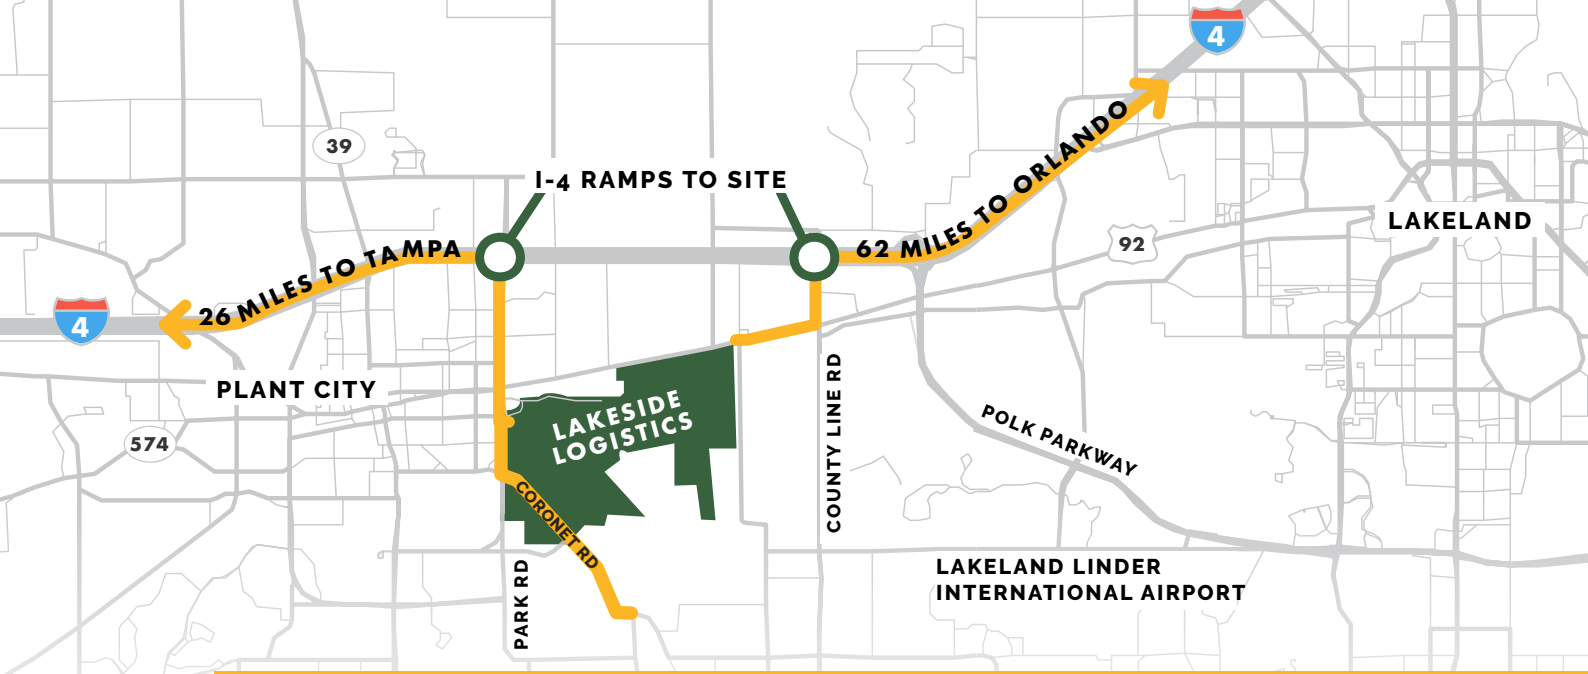 4
39
I-4 RAMPS TO SITE
62 MILES TO ORLANDO
92
LAKELAND
26 MILES TO TAMPA
4
PLANT CITY
574
LAKESIDE
LOGISTICS
COUNTY LINE RD
POLK PARKWAY
CORONET RD
PARK RD
LAKELAND LINDER
INTERNATIONAL AIRPORT